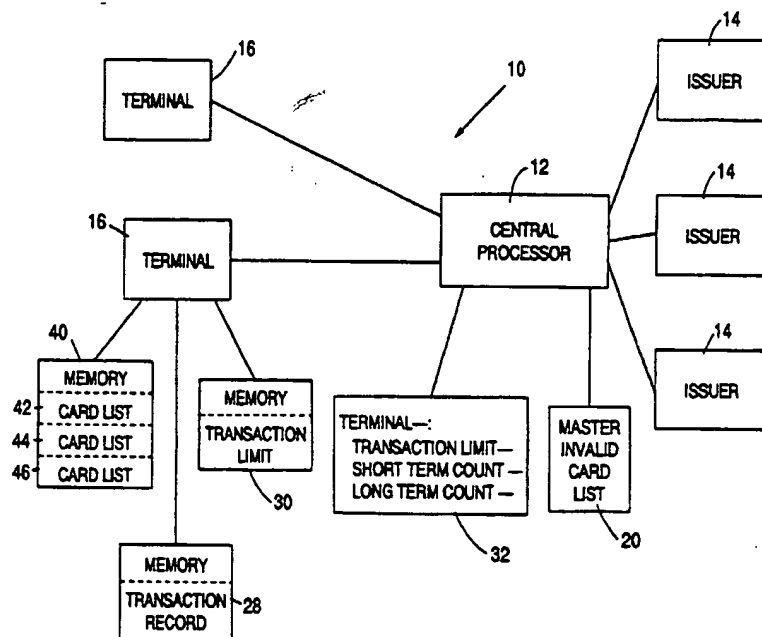 16
TERMINAL
10
14
ISSUER
12
CENTRAL
PROCESSOR
14
ISSUER
16
TERMINAL
14
ISSUER
40
MEMORY
42 CARD LIST
44 CARD LIST
46 CARD LIST
MEMORY
TRANSACTION
LIMIT
30
TERMINAL—:
TRANSACTION LIMIT—
SHORT TERM COUNT —
LONG TERM COUNT —
32
MASTER
INVALID
CARD
LIST
20
MEMORY
TRANSACTION
RECORD
28